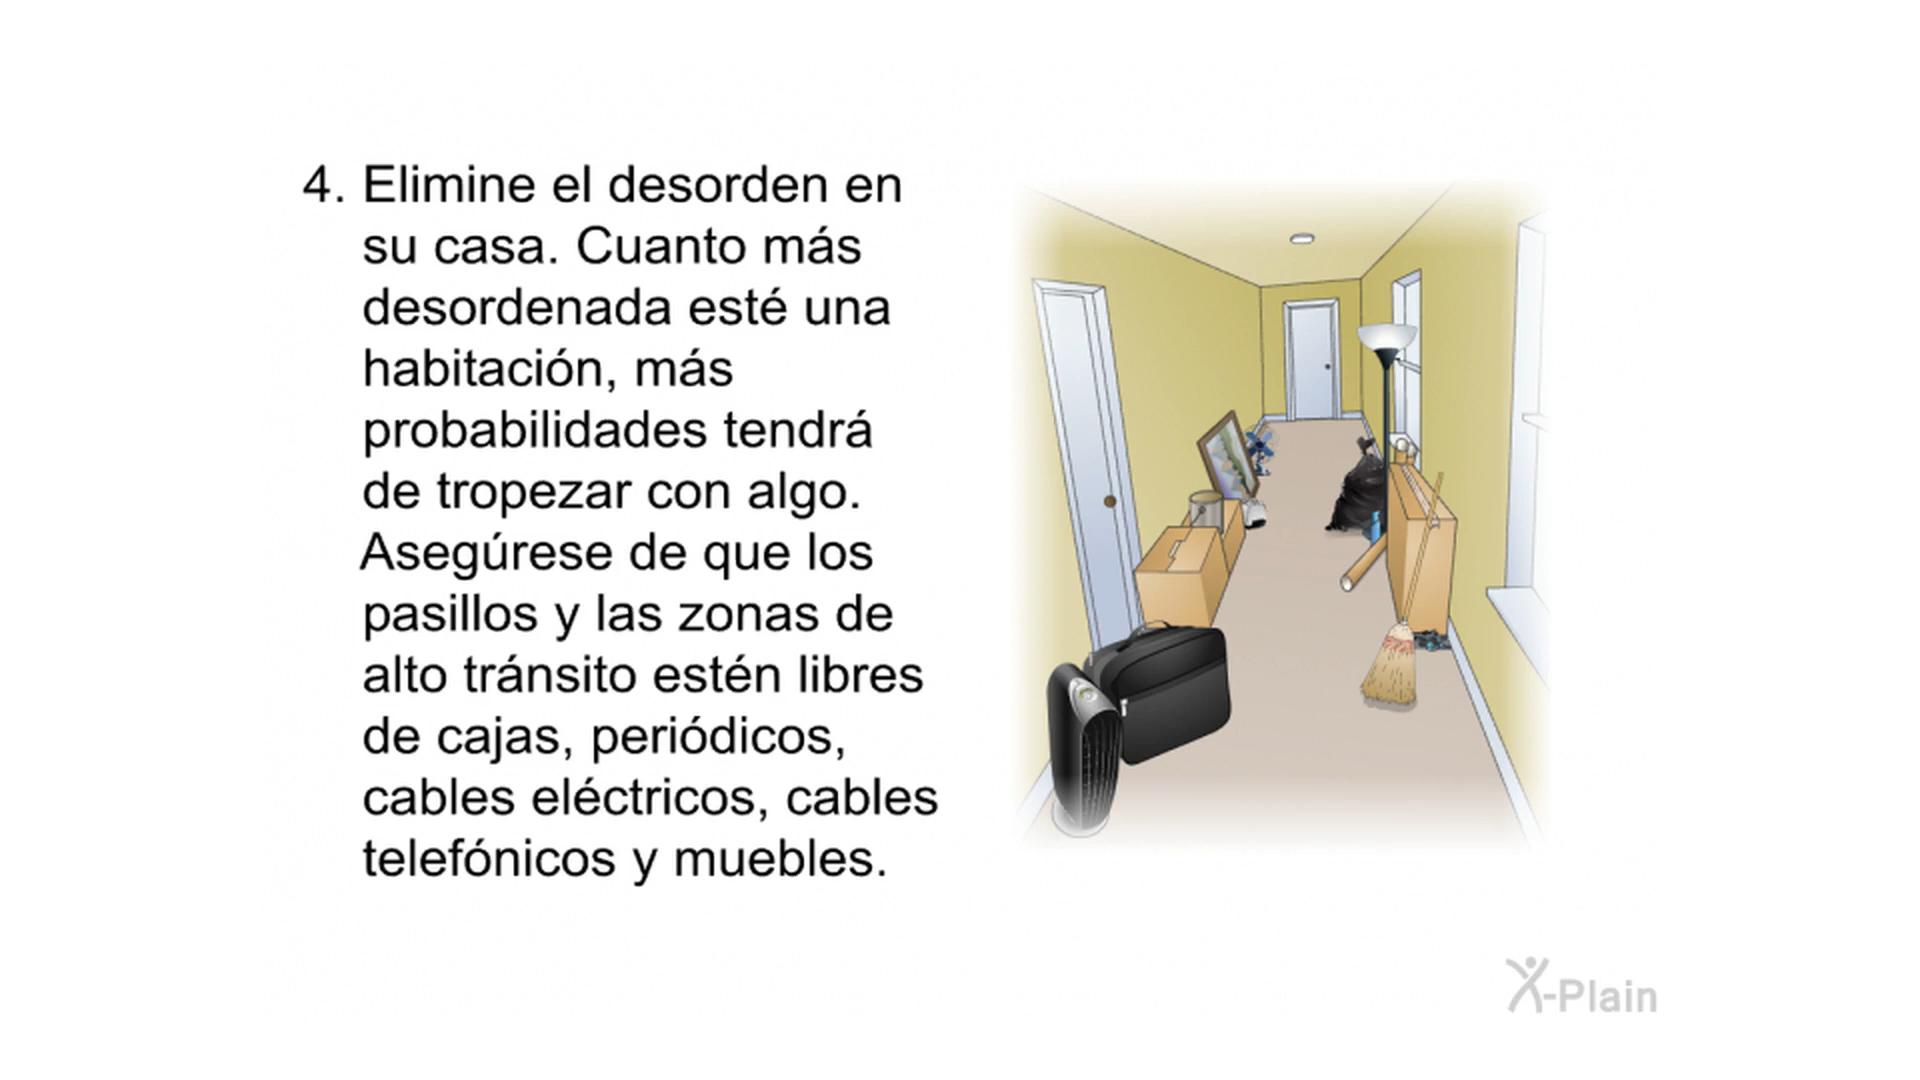 4. Elimine el desorden en
su casa. Cuanto más
desordenada esté una
habitación, más
probabilidades tendrá
de tropezar con algo.
Asegúrese de que los
pasillos y las zonas de
alto tránsito estén libres
de cajas, periódicos,
cables eléctricos, cables
telefónicos y muebles.
X-Plain